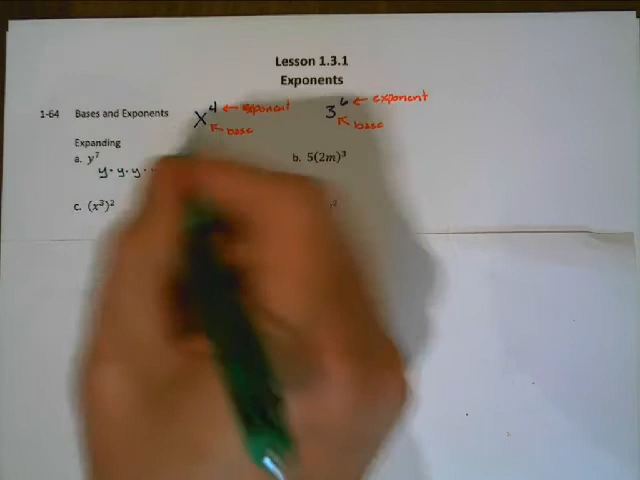 Lesson 1.3.1
Exponents
1-64 Bases and Exponents x⁴ ← exponent ↖ base 3⁶ ← exponent ↖ base
Expanding
a. y⁷ b. 5(2m)³
y · y · y ·
c. (x³)²